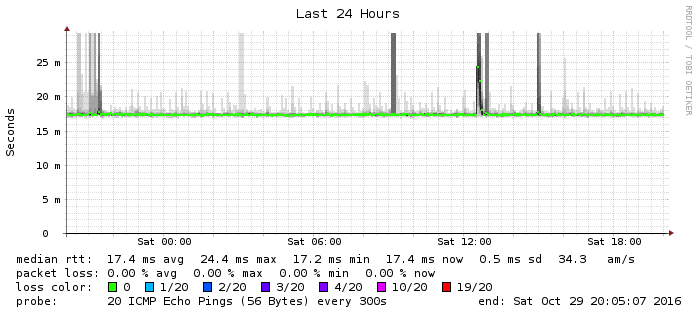 Last 24 Hours
RRDTOOL / TOBI OETIKER
Seconds
25 m
20 m
15 m
10 m
5 m
0
Sat 00:00 Sat 06:00 Sat 12:00 Sat 18:00
median rtt: 17.4 ms avg 24.4 ms max 17.2 ms min 17.4 ms now 0.5 ms sd 34.3 am/s
packet loss: 0.00 % avg 0.00 % max 0.00 % min 0.00 % now
loss color: 0 1/20 2/20 3/20 4/20 10/20 19/20
probe: 20 ICMP Echo Pings (56 Bytes) every 300s end: Sat Oct 29 20:05:07 2016